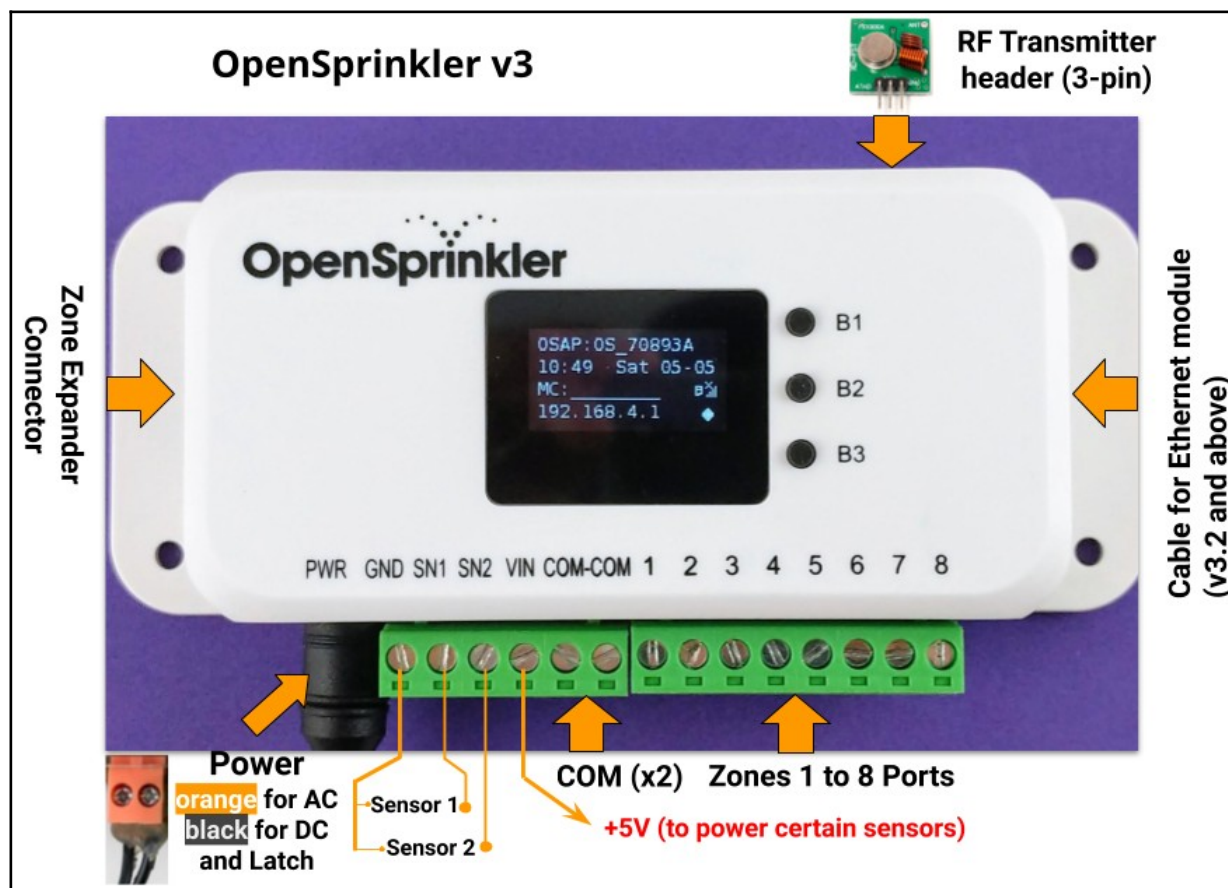 OpenSprinkler v3
RF Transmitter
header (3-pin)
OpenSprinkler
OSAP:OS_70893A
10:49 Sat 05-05
MC:________
192.168.4.1
B1
B2
B3
Zone Expander
Connector
Cable for Ethernet module
(v3.2 and above)
PWR GND SN1 SN2 VIN COM-COM 1 2 3 4 5 6 7 8
Power
orange for AC
black for DC
and Latch
Sensor 1
Sensor 2
COM (x2)
Zones 1 to 8 Ports
+5V (to power certain sensors)